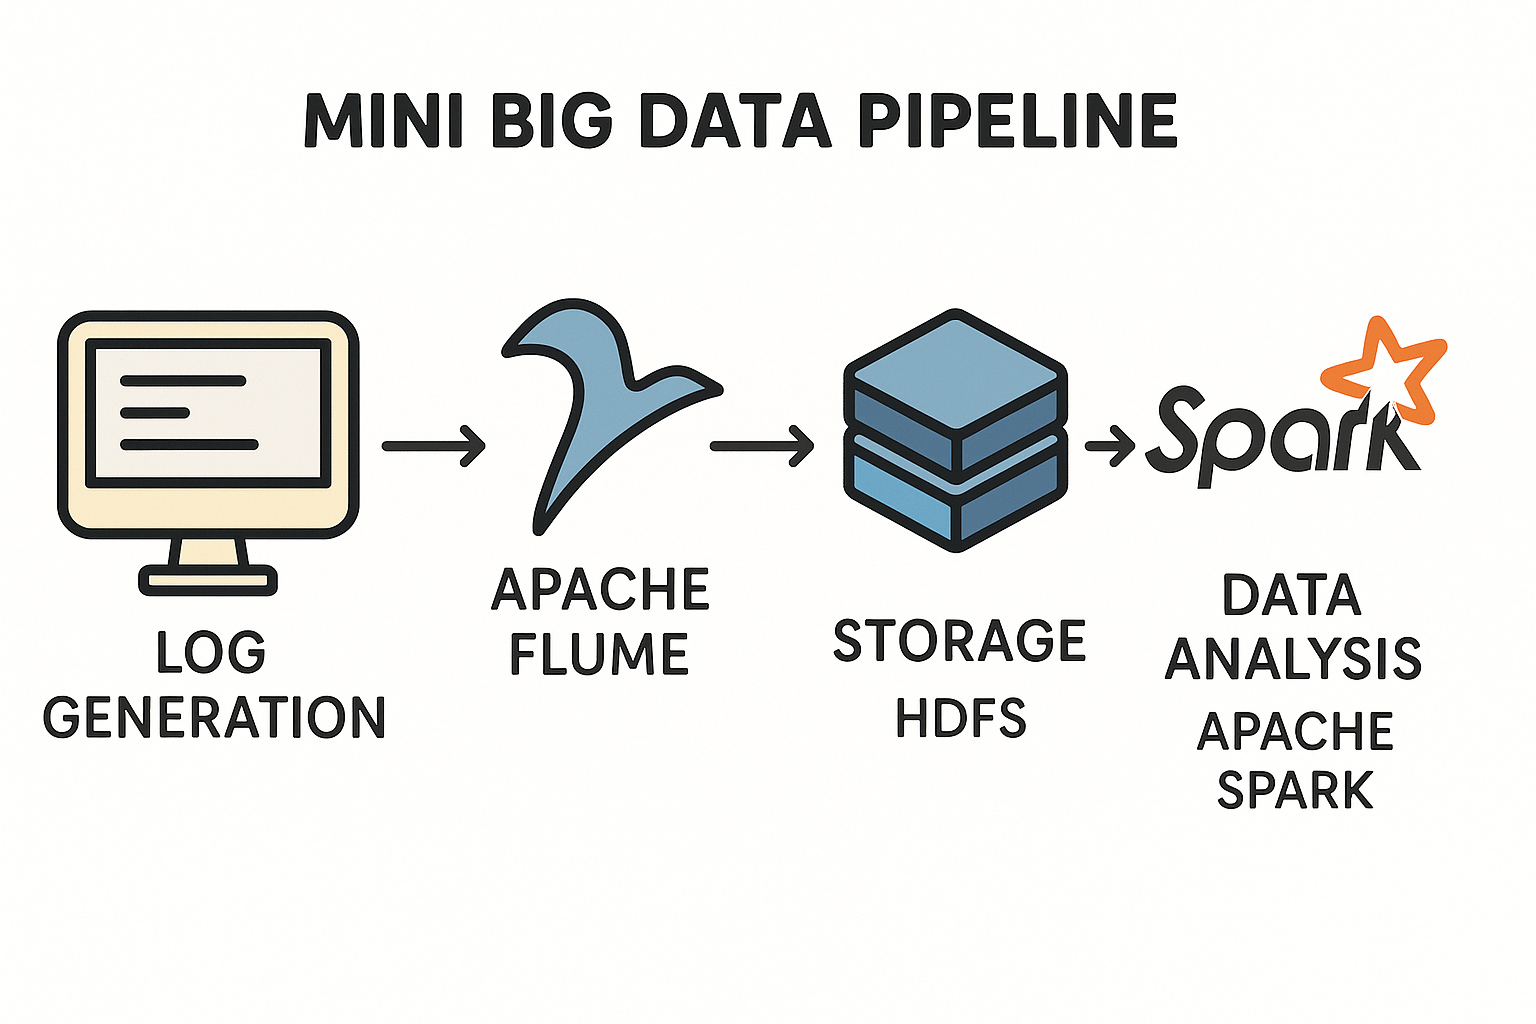 MINI BIG DATA PIPELINE
Spark
LOG
GENERATION
APACHE
FLUME
STORAGE
HDFS
DATA
ANALYSIS
APACHE
SPARK